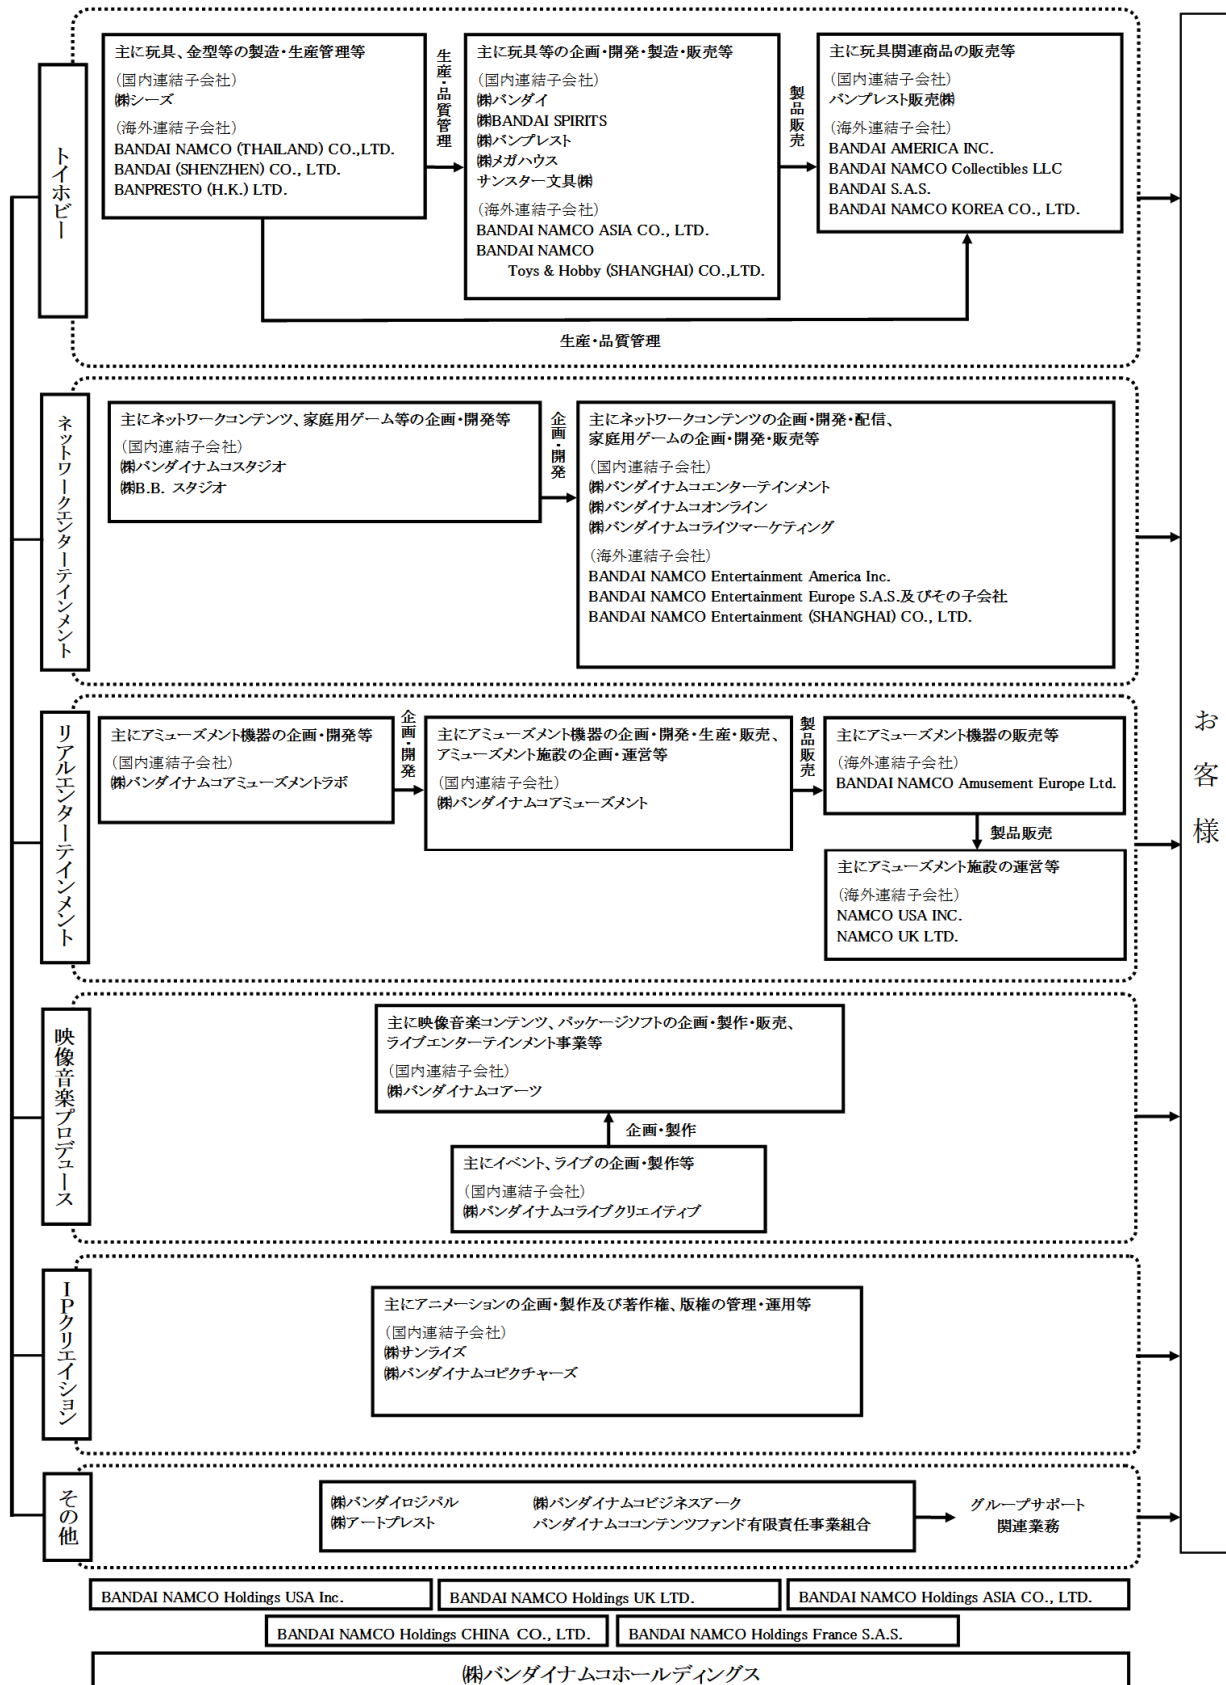 トイホビー
主に玩具、金型等の製造・生産管理等
（国内連結子会社）
㈱シーズ
（海外連結子会社）
BANDAI NAMCO (THAILAND) CO.,LTD.
BANDAI (SHENZHEN) CO., LTD.
BANPRESTO (H.K.) LTD.
生産・品質管理
主に玩具等の企画・開発・製造・販売等
（国内連結子会社）
㈱バンダイ
㈱BANDAI SPIRITS
㈱バンプレスト
㈱メガハウス
サンスター文具㈱
（海外連結子会社）
BANDAI NAMCO ASIA CO., LTD.
BANDAI NAMCO
Toys & Hobby (SHANGHAI) CO.,LTD.
製品販売
主に玩具関連商品の販売等
（国内連結子会社）
バンプレスト販売㈱
（海外連結子会社）
BANDAI AMERICA INC.
BANDAI NAMCO Collectibles LLC
BANDAI S.A.S.
BANDAI NAMCO KOREA CO., LTD.
生産・品質管理
ネットワークエンターテインメント
主にネットワークコンテンツ、家庭用ゲーム等の企画・開発等
（国内連結子会社）
㈱バンダイナムコスタジオ
㈱B.B. スタジオ
企画・開発
主にネットワークコンテンツの企画・開発・配信、
家庭用ゲームの企画・開発・販売等
（国内連結子会社）
㈱バンダイナムコエンターテインメント
㈱バンダイナムコオンライン
㈱バンダイナムコライツマーケティング
（海外連結子会社）
BANDAI NAMCO Entertainment America Inc.
BANDAI NAMCO Entertainment Europe S.A.S.及びその子会社
BANDAI NAMCO Entertainment (SHANGHAI) CO., LTD.
リアルエンターテインメント
主にアミューズメント機器の企画・開発等
（国内連結子会社）
㈱バンダイナムコアミューズメントラボ
企画・開発
主にアミューズメント機器の企画・開発・生産・販売、
アミューズメント施設の企画・運営等
（国内連結子会社）
㈱バンダイナムコアミューズメント
製品販売
主にアミューズメント機器の販売等
（海外連結子会社）
BANDAI NAMCO Amusement Europe Ltd.
製品販売
主にアミューズメント施設の運営等
（海外連結子会社）
NAMCO USA INC.
NAMCO UK LTD.
お客様
映像音楽プロデュース
主に映像音楽コンテンツ、パッケージソフトの企画・製作・販売、
ライブエンターテインメント事業等
（国内連結子会社）
㈱バンダイナムコアーツ
企画・製作
主にイベント、ライブの企画・製作等
（国内連結子会社）
㈱バンダイナムコライブクリエイティブ
IPクリエイション
主にアニメーションの企画・製作及び著作権、版権の管理・運用等
（国内連結子会社）
㈱サンライズ
㈱バンダイナムコピクチャーズ
その他
㈱バンダイロジパル　㈱バンダイナムコビジネスアーク
㈱アートプレスト　バンダイナムココンテンツファンド有限責任事業組合
グループサポート
関連業務
BANDAI NAMCO Holdings USA Inc.
BANDAI NAMCO Holdings UK LTD.
BANDAI NAMCO Holdings ASIA CO., LTD.
BANDAI NAMCO Holdings CHINA CO., LTD.
BANDAI NAMCO Holdings France S.A.S.
㈱バンダイナムコホールディングス